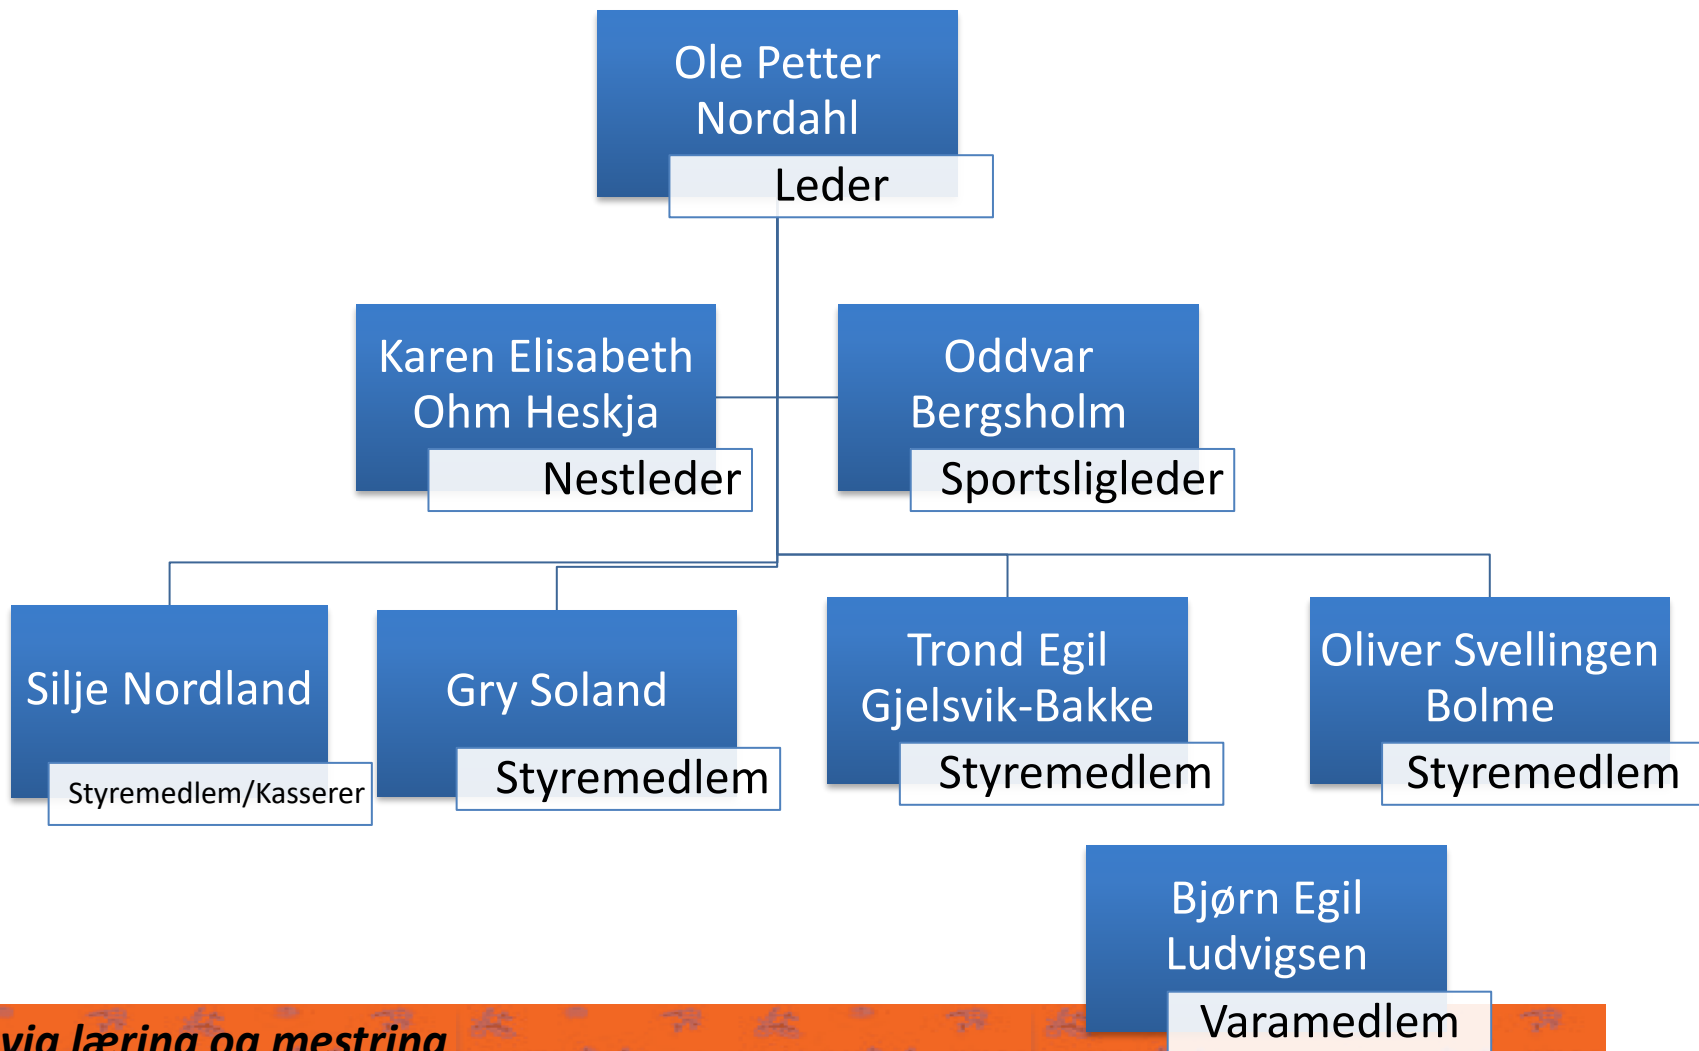 Ole Petter
Nordahl
Leder
Karen Elisabeth
Ohm Heskja
Nestleder
Oddvar
Bergsholm
Sportsligleder
Silje Nordland
Styremedlem/Kasserer
Gry Soland
Styremedlem
Trond Egil
Gjelsvik-Bakke
Styremedlem
Oliver Svellingen
Bolme
Styremedlem
Bjørn Egil
Ludvigsen
Varamedlem
læring og mestring